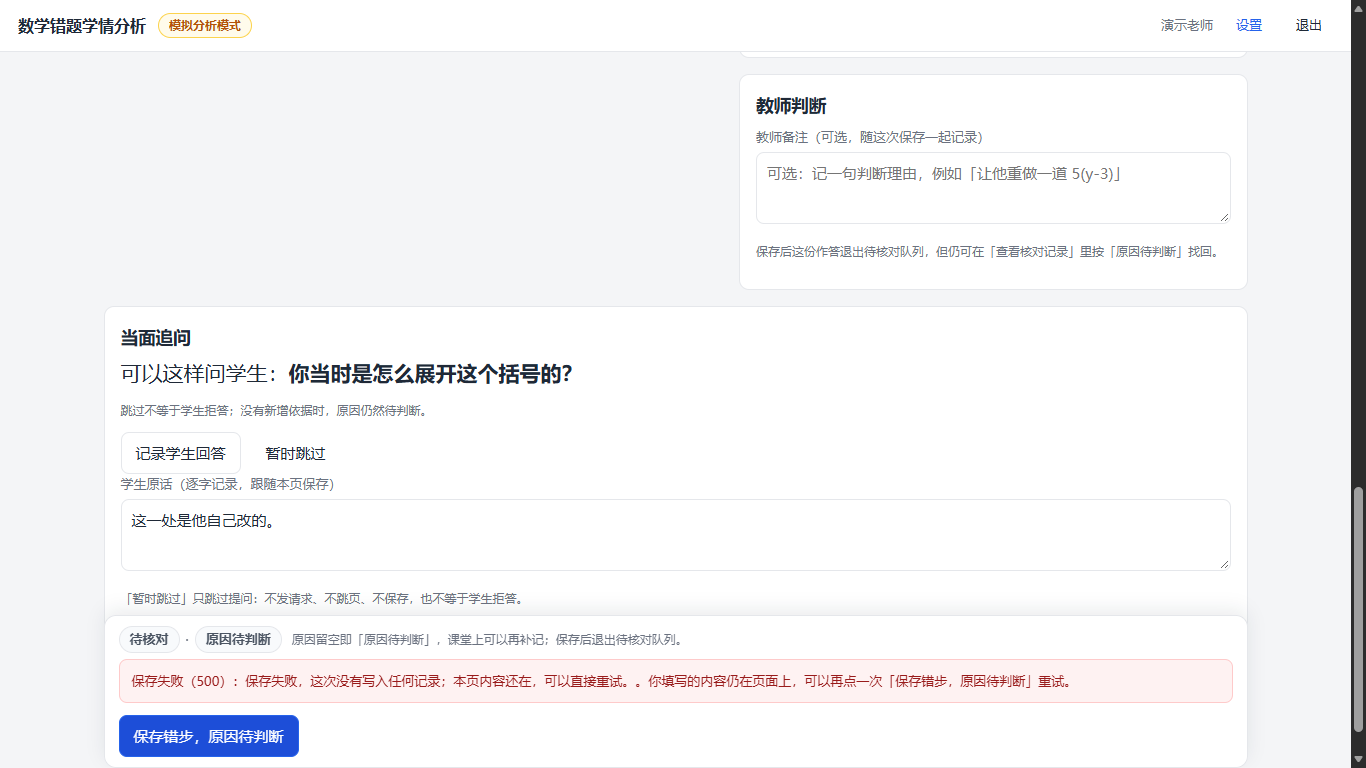 数学错题学情分析 模拟分析模式 演示老师 设置 退出
教师判断
教师备注（可选，随这次保存一起记录）
可选：记一句判断理由，例如「让他重做一道 5(y-3)」
保存后这份作答退出待核对队列，但仍可在「查看核对记录」里按「原因待判断」找回。
当面追问
可以这样问学生：你当时是怎么展开这个括号的？
跳过不等于学生拒答；没有新增依据时，原因仍然待判断。
记录学生回答 暂时跳过
学生原话（逐字记录，跟随本页保存）
这一处是他自己改的。
「暂时跳过」只跳过提问：不发请求、不跳页、不保存，也不等于学生拒答。
待核对 · 原因待判断 原因留空即「原因待判断」，课堂上可以再补记；保存后退出待核对队列。
保存失败（500）：保存失败，这次没有写入任何记录；本页内容还在，可以直接重试。。你填写的内容仍在页面上，可以再点一次「保存错步，原因待判断」重试。
保存错步，原因待判断